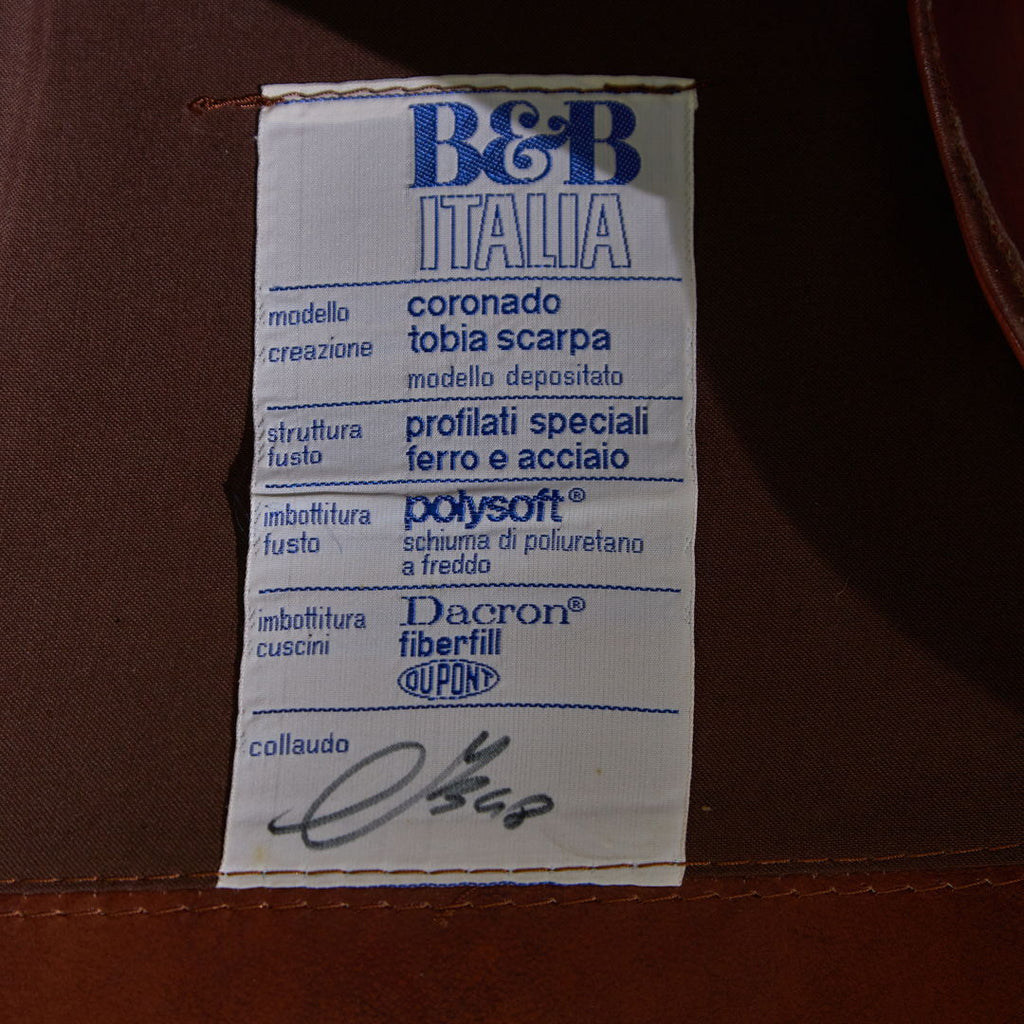 B&B
ITALIA
modello coronado
creazione tobia scarpa
modello depositato
struttura profilati speciali
fusto ferro e acciaio
imbottitura polysoft®
fusto schiuma di poliuretano
a freddo
imbottitura Dacron®
cuscini fiberfill
DUPONT
collaudo